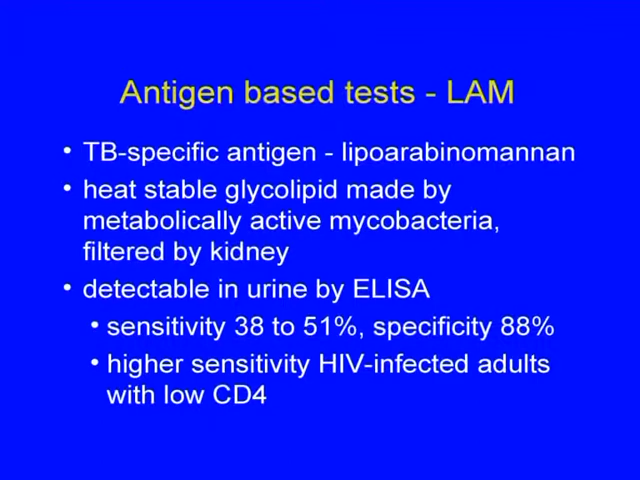 Antigen based tests - LAM
• TB-specific antigen - lipoarabinomannan
• heat stable glycolipid made by
metabolically active mycobacteria,
filtered by kidney
• detectable in urine by ELISA
• sensitivity 38 to 51%, specificity 88%
• higher sensitivity HIV-infected adults
with low CD4